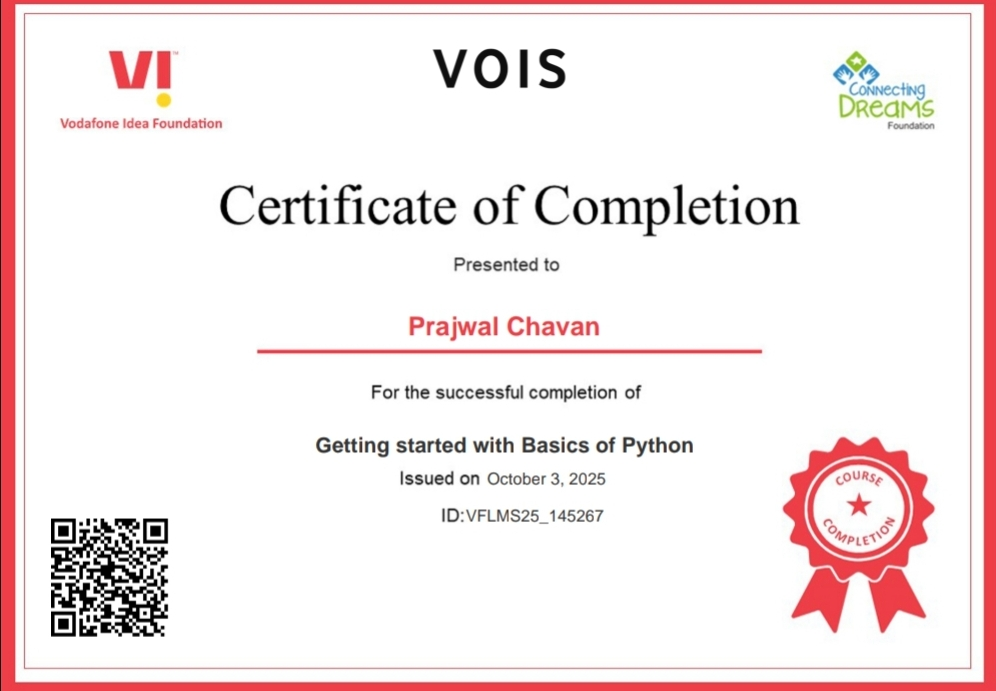 VI™
Vodafone Idea Foundation
VOIS
Connecting
Dreams
Foundation
Certificate of Completion
Presented to
Prajwal Chavan
For the successful completion of
Getting started with Basics of Python
Issued on October 3, 2025
ID:VFLMS25_145267
COURSE
COMPLETION